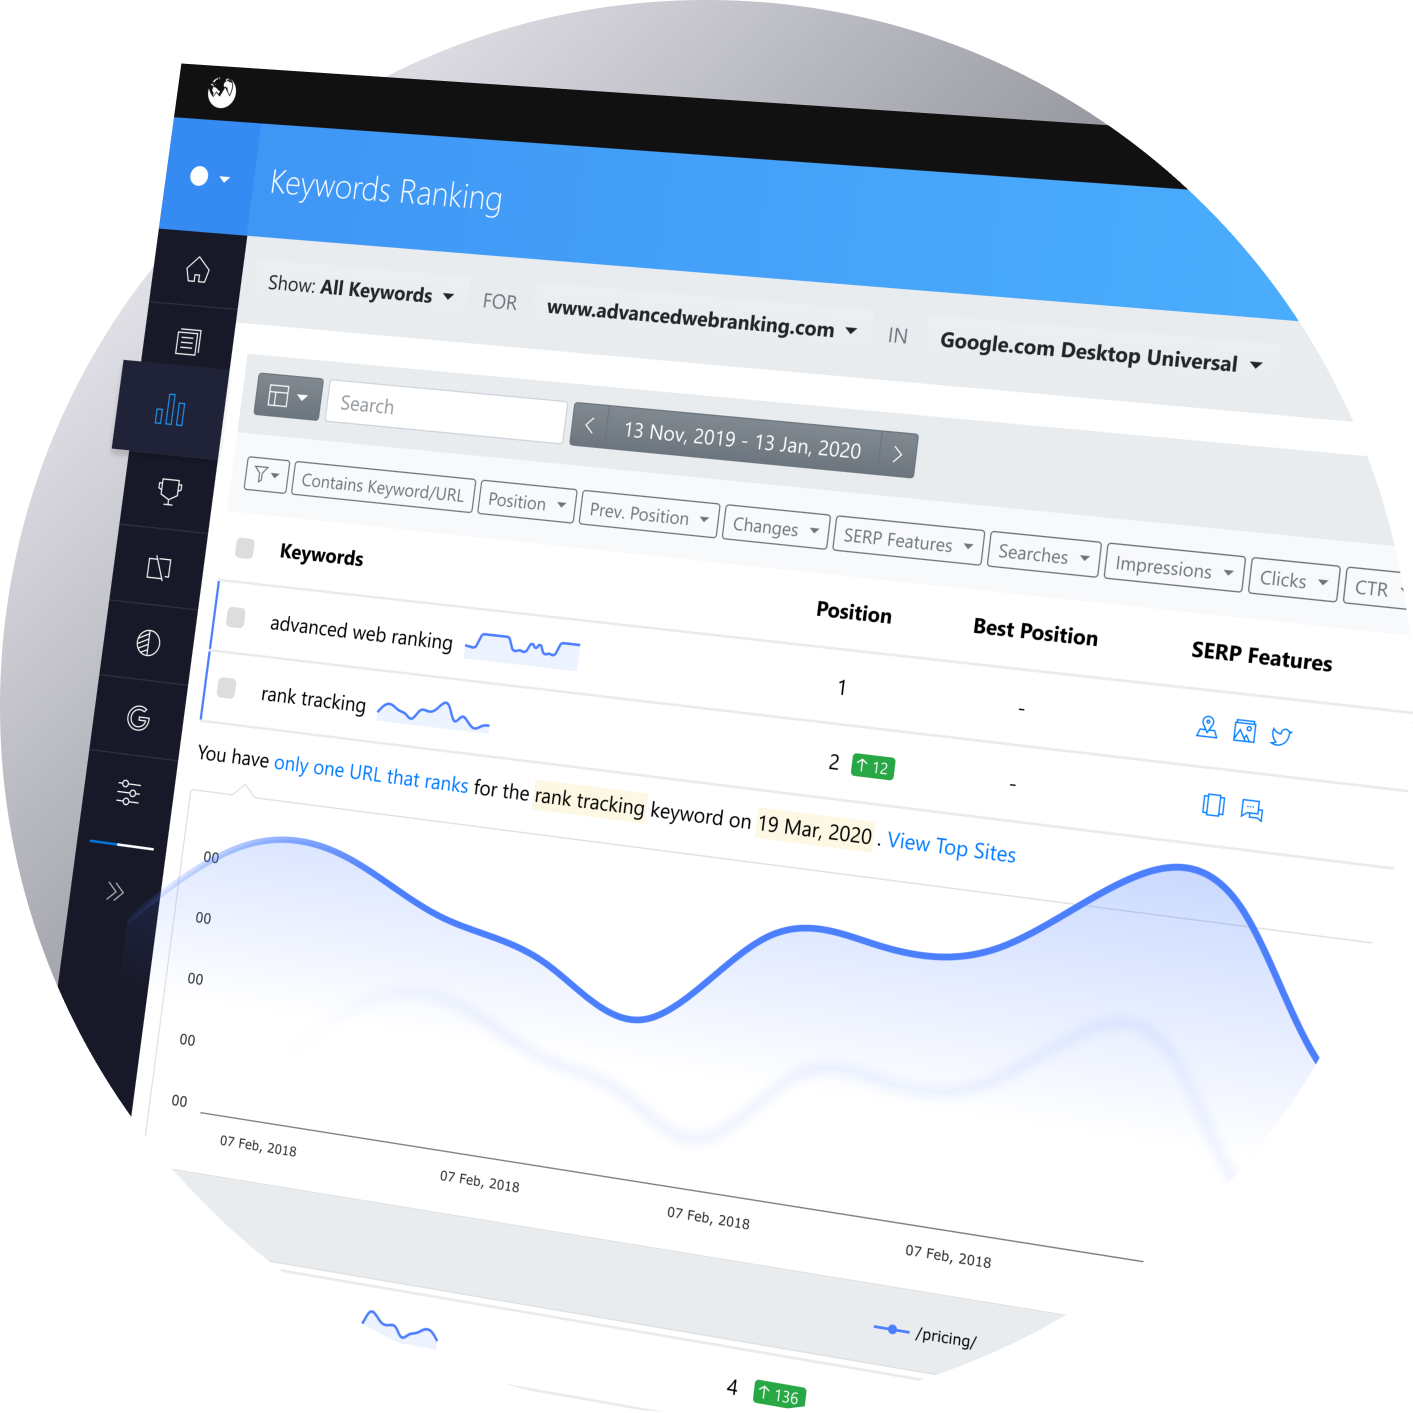 Keywords Ranking
Show: All Keywords FOR www.advancedwebranking.com IN Google.com Desktop Universal
Search 13 Nov, 2019 - 13 Jan, 2020
Contains Keyword/URL Position Prev. Position Changes SERP Features Searches Impressions Clicks CTR
Keywords Position Best Position SERP Features
advanced web ranking 1 -
rank tracking 2 ↑ 12 -
You have only one URL that ranks for the rank tracking keyword on 19 Mar, 2020 . View Top Sites
00
00
00
00
00
07 Feb, 2018 07 Feb, 2018 07 Feb, 2018 07 Feb, 2018
/pricing/
4 ↑ 136